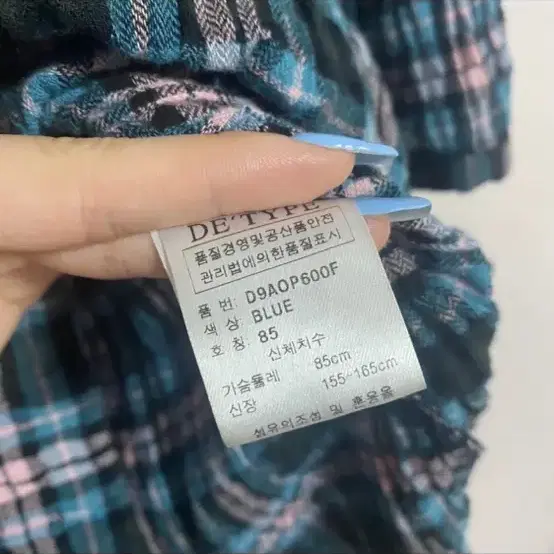 DE'TYPE
품질경영및공산품안전
관리법에의한품질표시
품 번: D9AOP600F
색 상: BLUE
호 칭: 85
신체치수
가슴둘레 85cm
신장 155~165cm
섬유의조성 및 혼용율